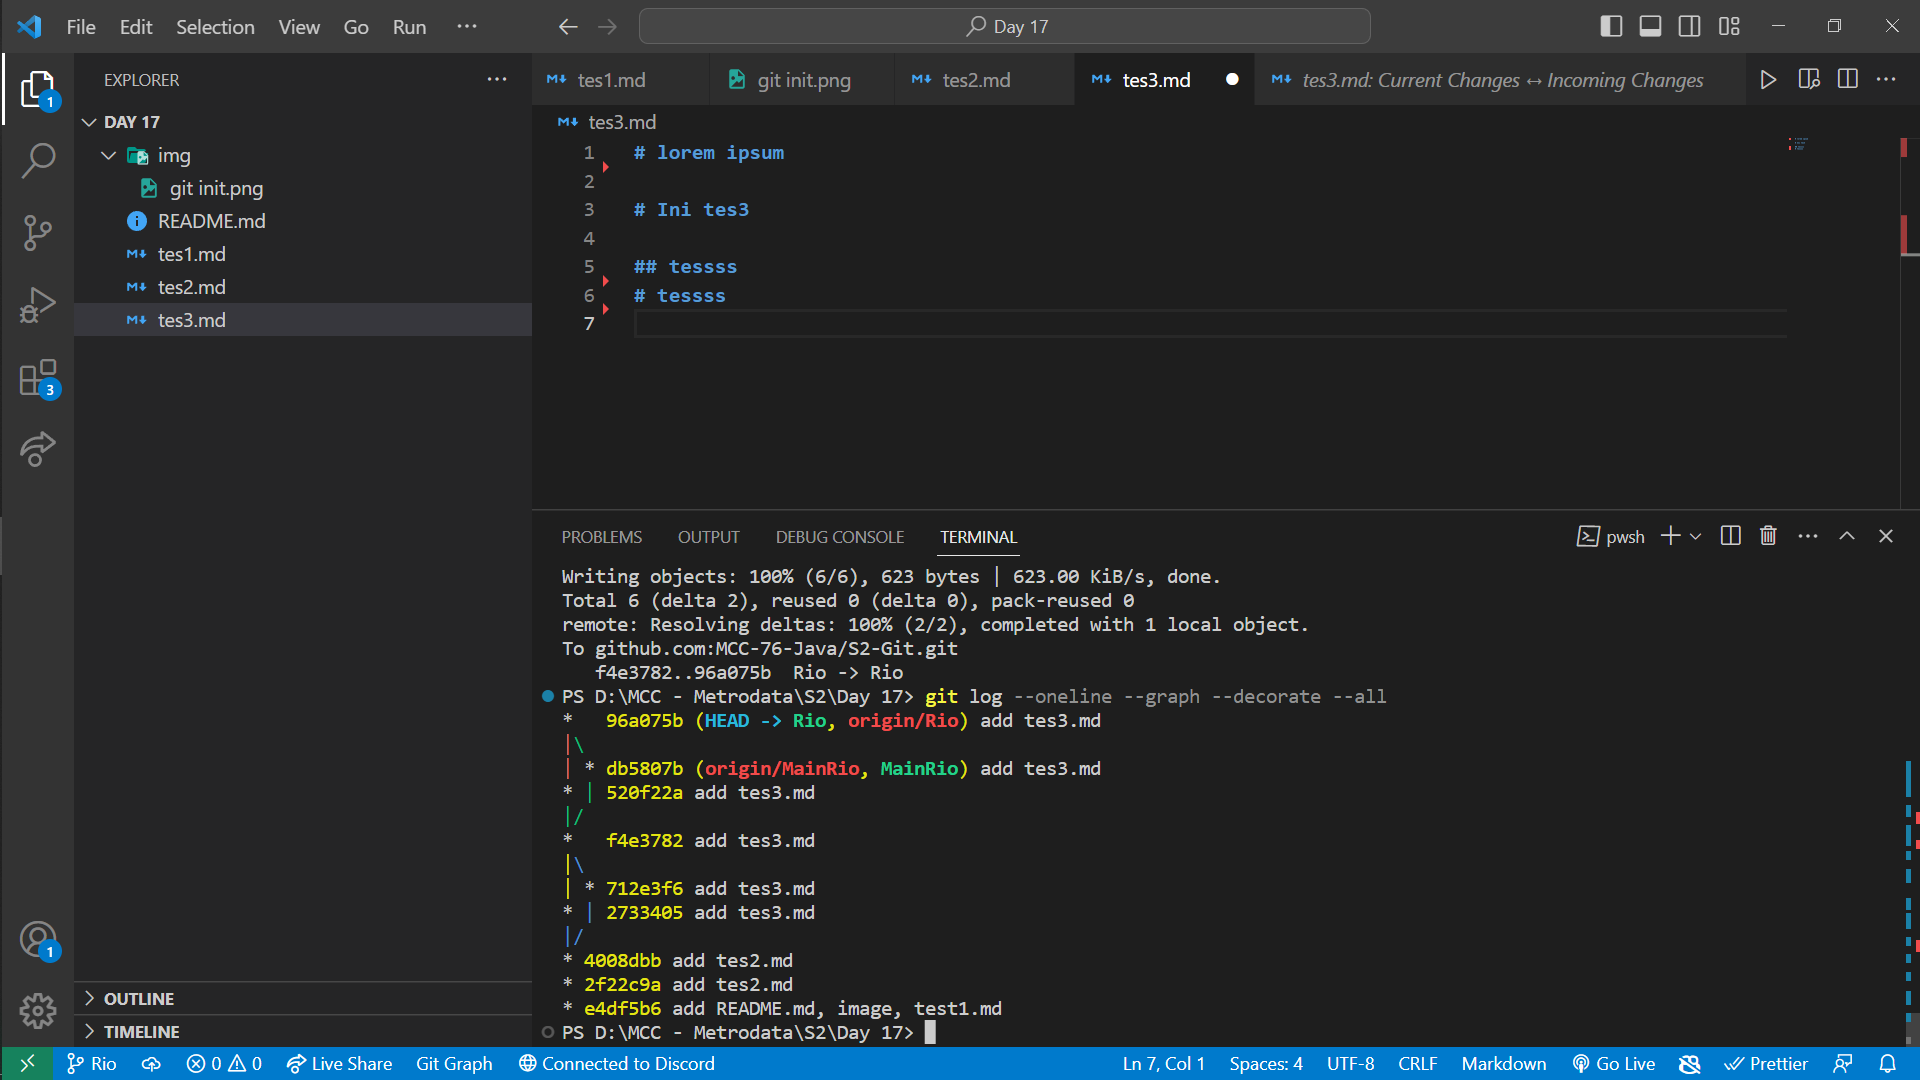 File Edit Selection View Go Run ···
Day 17
EXPLORER ···
tes1.md git init.png tes2.md tes3.md tes3.md: Current Changes ↔ Incoming Changes ···
1
DAY 17
img
git init.png
README.md
tes1.md
tes2.md
tes3.md
3
tes3.md
1 # lorem ipsum
2
3 # Ini tes3
4
5 ## tessss
6 # tessss
7
PROBLEMS OUTPUT DEBUG CONSOLE TERMINAL pwsh ···
Writing objects: 100% (6/6), 623 bytes | 623.00 KiB/s, done.
Total 6 (delta 2), reused 0 (delta 0), pack-reused 0
remote: Resolving deltas: 100% (2/2), completed with 1 local object.
To github.com:MCC-76-Java/S2-Git.git
f4e3782..96a075b Rio -> Rio
PS D:\MCC - Metrodata\S2\Day 17> git log --oneline --graph --decorate --all
*   96a075b (HEAD -> Rio, origin/Rio) add tes3.md
|\
| * db5807b (origin/MainRio, MainRio) add tes3.md
* | 520f22a add tes3.md
|/
*   f4e3782 add tes3.md
|\
| * 712e3f6 add tes3.md
* | 2733405 add tes3.md
|/
* 4008dbb add tes2.md
* 2f22c9a add tes2.md
* e4df5b6 add README.md, image, test1.md
PS D:\MCC - Metrodata\S2\Day 17>
1
OUTLINE
TIMELINE
Rio 0 0 Live Share Git Graph Connected to Discord Ln 7, Col 1 Spaces: 4 UTF-8 CRLF Markdown Go Live Prettier